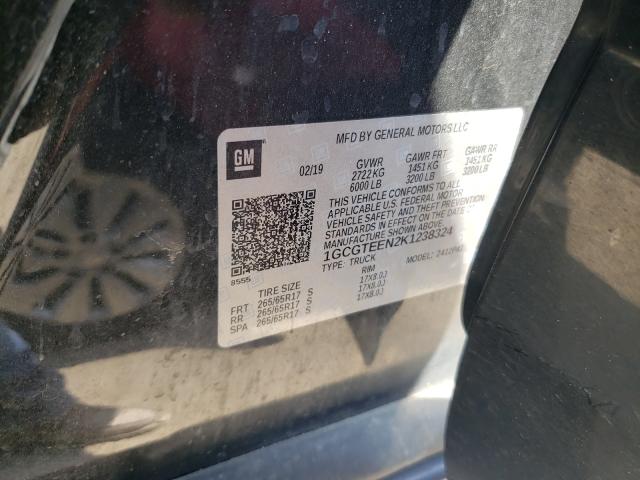 MFD BY GENERAL MOTORS LLC
GM
02/19
GVWR GAWR FRT GAWR RR
2722 KG 1451 KG 1451 KG
6000 LB 3200 LB 3200 LB
THIS VEHICLE CONFORMS TO ALL
APPLICABLE U.S. FEDERAL MOTOR
VEHICLE SAFETY AND THEFT PREVENTION
STANDARDS IN EFFECT ON THE DATE OF
MANUFACTURE SHOWN ABOVE.
1GCGTEEN2K1238324
8555 TYPE: TRUCK MODEL:
TIRE SIZE RIM
FRT 265/65R17 S 17X8.0J
RR 265/65R17 S 17X8.0J
SPA 265/65R17 S 17X8.0J